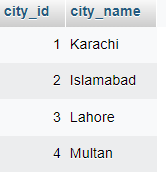 city_id city_name
1 Karachi
2 Islamabad
3 Lahore
4 Multan